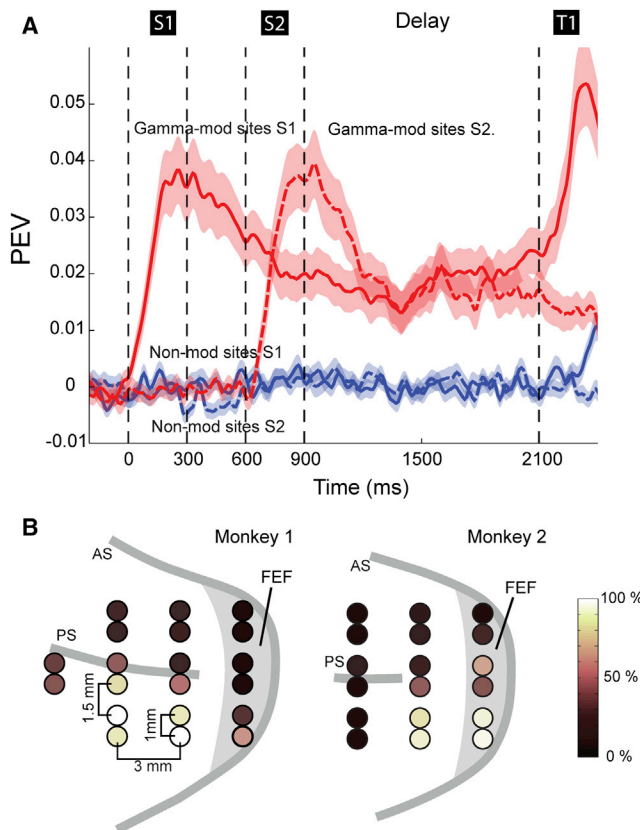 A
S1 S2 Delay T1
0.05
0.04
0.03
0.02
0.01
0
-0.01
PEV
Gamma-mod sites S1
Gamma-mod sites S2.
Non-mod sites S1
Non-mod sites S2
0 300 600 900 1500 2100
Time (ms)
B
Monkey 1
AS
FEF
PS
1.5 mm
1mm
3 mm
Monkey 2
AS
FEF
PS
100 %
50 %
0 %